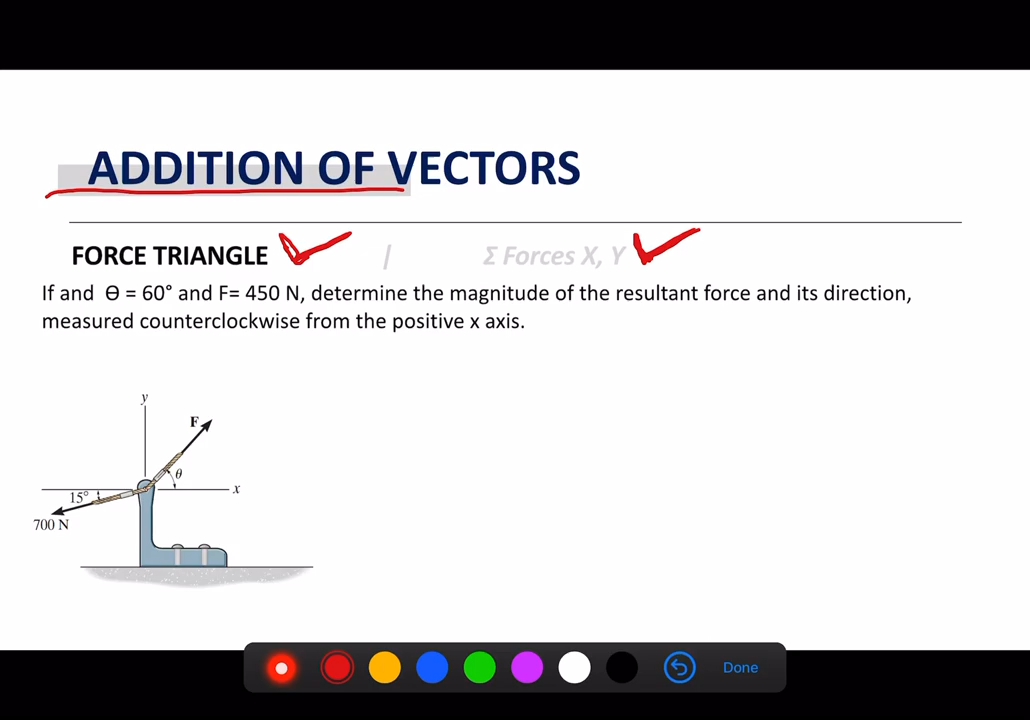 ADDITION OF VECTORS
FORCE TRIANGLE | Σ Forces X, Y
If and ϴ = 60° and F= 450 N, determine the magnitude of the resultant force and its direction,
measured counterclockwise from the positive x axis.
y
F
θ
x
15°
700 N
Done